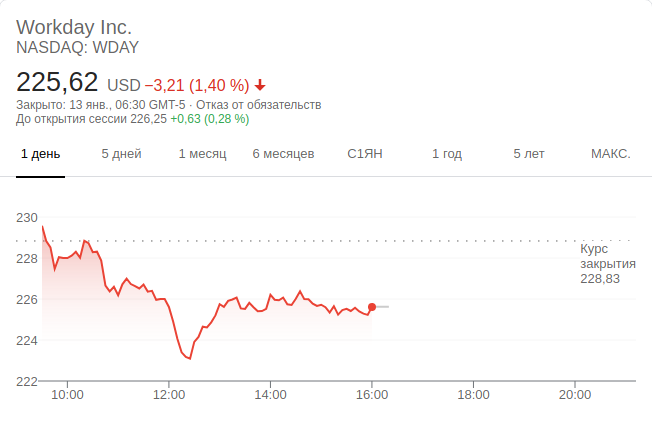 Workday Inc.
NASDAQ: WDAY
225,62 USD −3,21 (1,40 %)
Закрыто: 13 янв., 06:30 GMT-5 · Отказ от обязательств
До открытия сессии 226,25 +0,63 (0,28 %)
1 день 5 дней 1 месяц 6 месяцев С1ЯН 1 год 5 лет МАКС.
230
Курс
закрытия
228,83
228
226
224
222
10:00 12:00 14:00 16:00 18:00 20:00